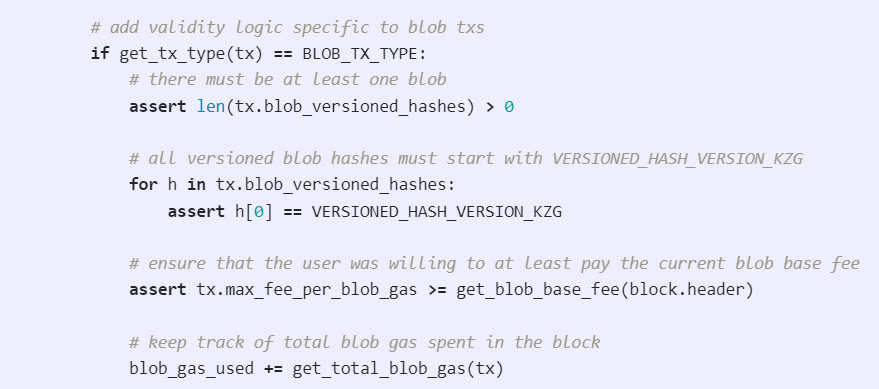 # add validity logic specific to blob txs
if get_tx_type(tx) == BLOB_TX_TYPE:
# there must be at least one blob
assert len(tx.blob_versioned_hashes) > 0
# all versioned blob hashes must start with VERSIONED_HASH_VERSION_KZG
for h in tx.blob_versioned_hashes:
assert h[0] == VERSIONED_HASH_VERSION_KZG
# ensure that the user was willing to at least pay the current blob base fee
assert tx.max_fee_per_blob_gas >= get_blob_base_fee(block.header)
# keep track of total blob gas spent in the block
blob_gas_used += get_total_blob_gas(tx)